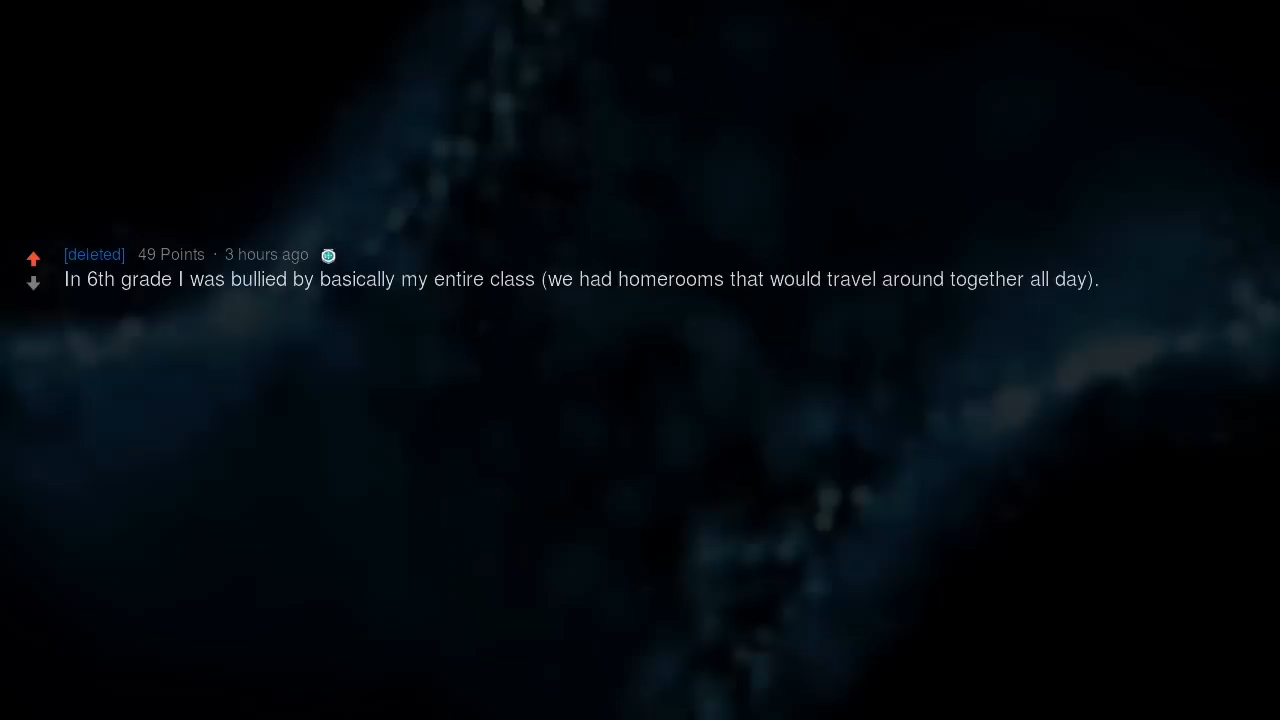 [deleted] 49 Points · 3 hours ago
In 6th grade I was bullied by basically my entire class (we had homerooms that would travel around together all day).